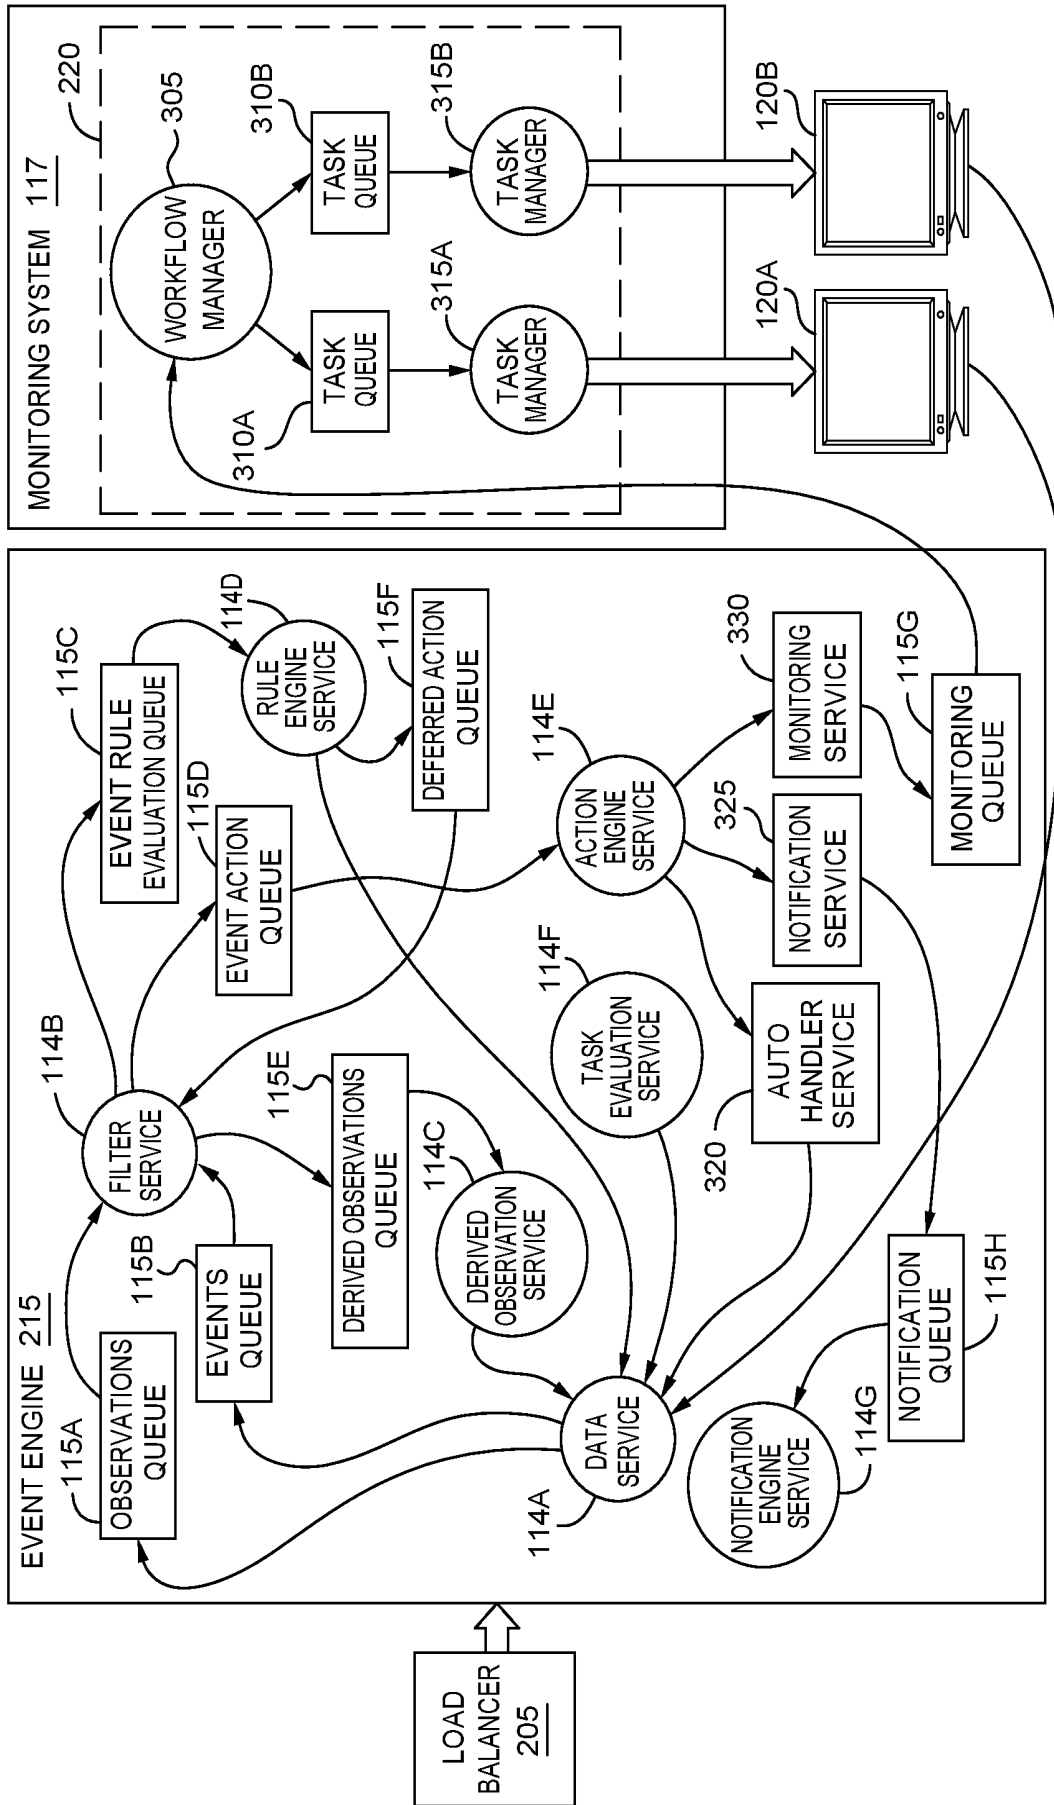 LOAD
BALANCER
205
EVENT ENGINE 215
115A
OBSERVATIONS
QUEUE
115B
EVENTS
QUEUE
114B
FILTER
SERVICE
115C
EVENT RULE
EVALUATION QUEUE
115D
EVENT ACTION
QUEUE
114D
RULE
ENGINE
SERVICE
115F
DEFERRED ACTION
QUEUE
115E
DERIVED OBSERVATIONS
QUEUE
114C
DERIVED
OBSERVATION
SERVICE
114A
DATA
SERVICE
114F
TASK
EVALUATION
SERVICE
114E
ACTION
ENGINE
SERVICE
320
AUTO
HANDLER
SERVICE
325
NOTIFICATION
SERVICE
330
MONITORING
SERVICE
115G
MONITORING
QUEUE
115H
NOTIFICATION
QUEUE
114G
NOTIFICATION
ENGINE
SERVICE
MONITORING SYSTEM 117
220
305
WORKFLOW
MANAGER
310A
TASK
QUEUE
310B
TASK
QUEUE
315A
TASK
MANAGER
315B
TASK
MANAGER
120A
120B